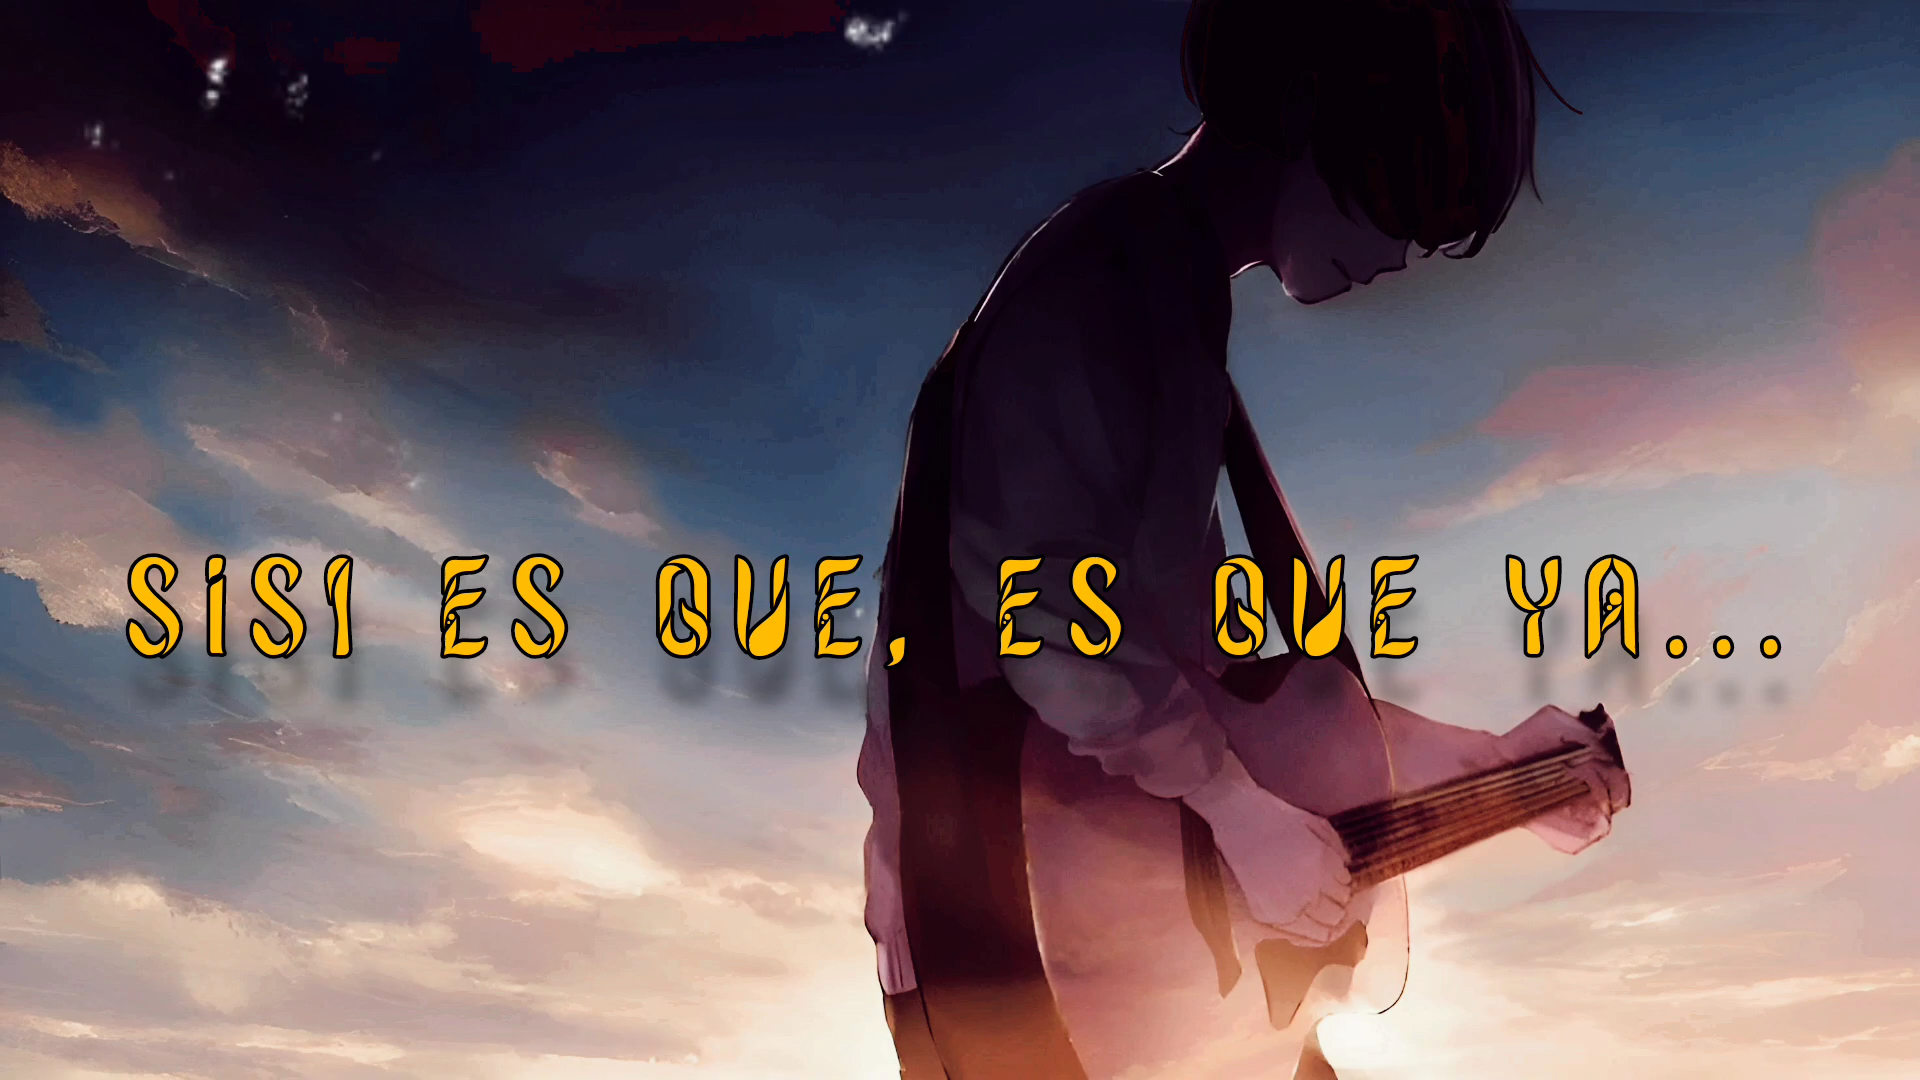 SiSI ES QUE, ES QUE YA...